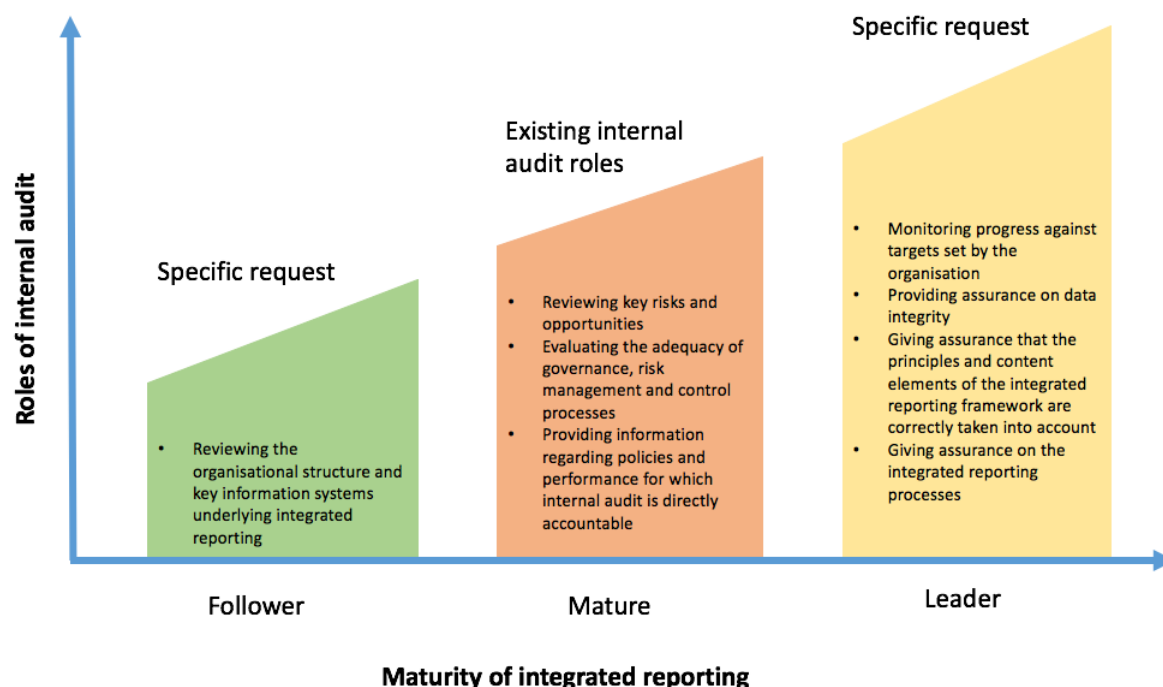 Specific request
Existing internal
audit roles
Specific request
Roles of internal audit
• Reviewing the
organisational structure and
key information systems
underlying integrated
reporting
• Reviewing key risks and
opportunities
• Evaluating the adequacy of
governance, risk
management and control
processes
• Providing information
regarding policies and
performance for which
internal audit is directly
accountable
• Monitoring progress against
targets set by the
organisation
• Providing assurance on data
integrity
• Giving assurance that the
principles and content
elements of the integrated
reporting framework are
correctly taken into account
• Giving assurance on the
integrated reporting
processes
Follower
Mature
Leader
Maturity of integrated reporting